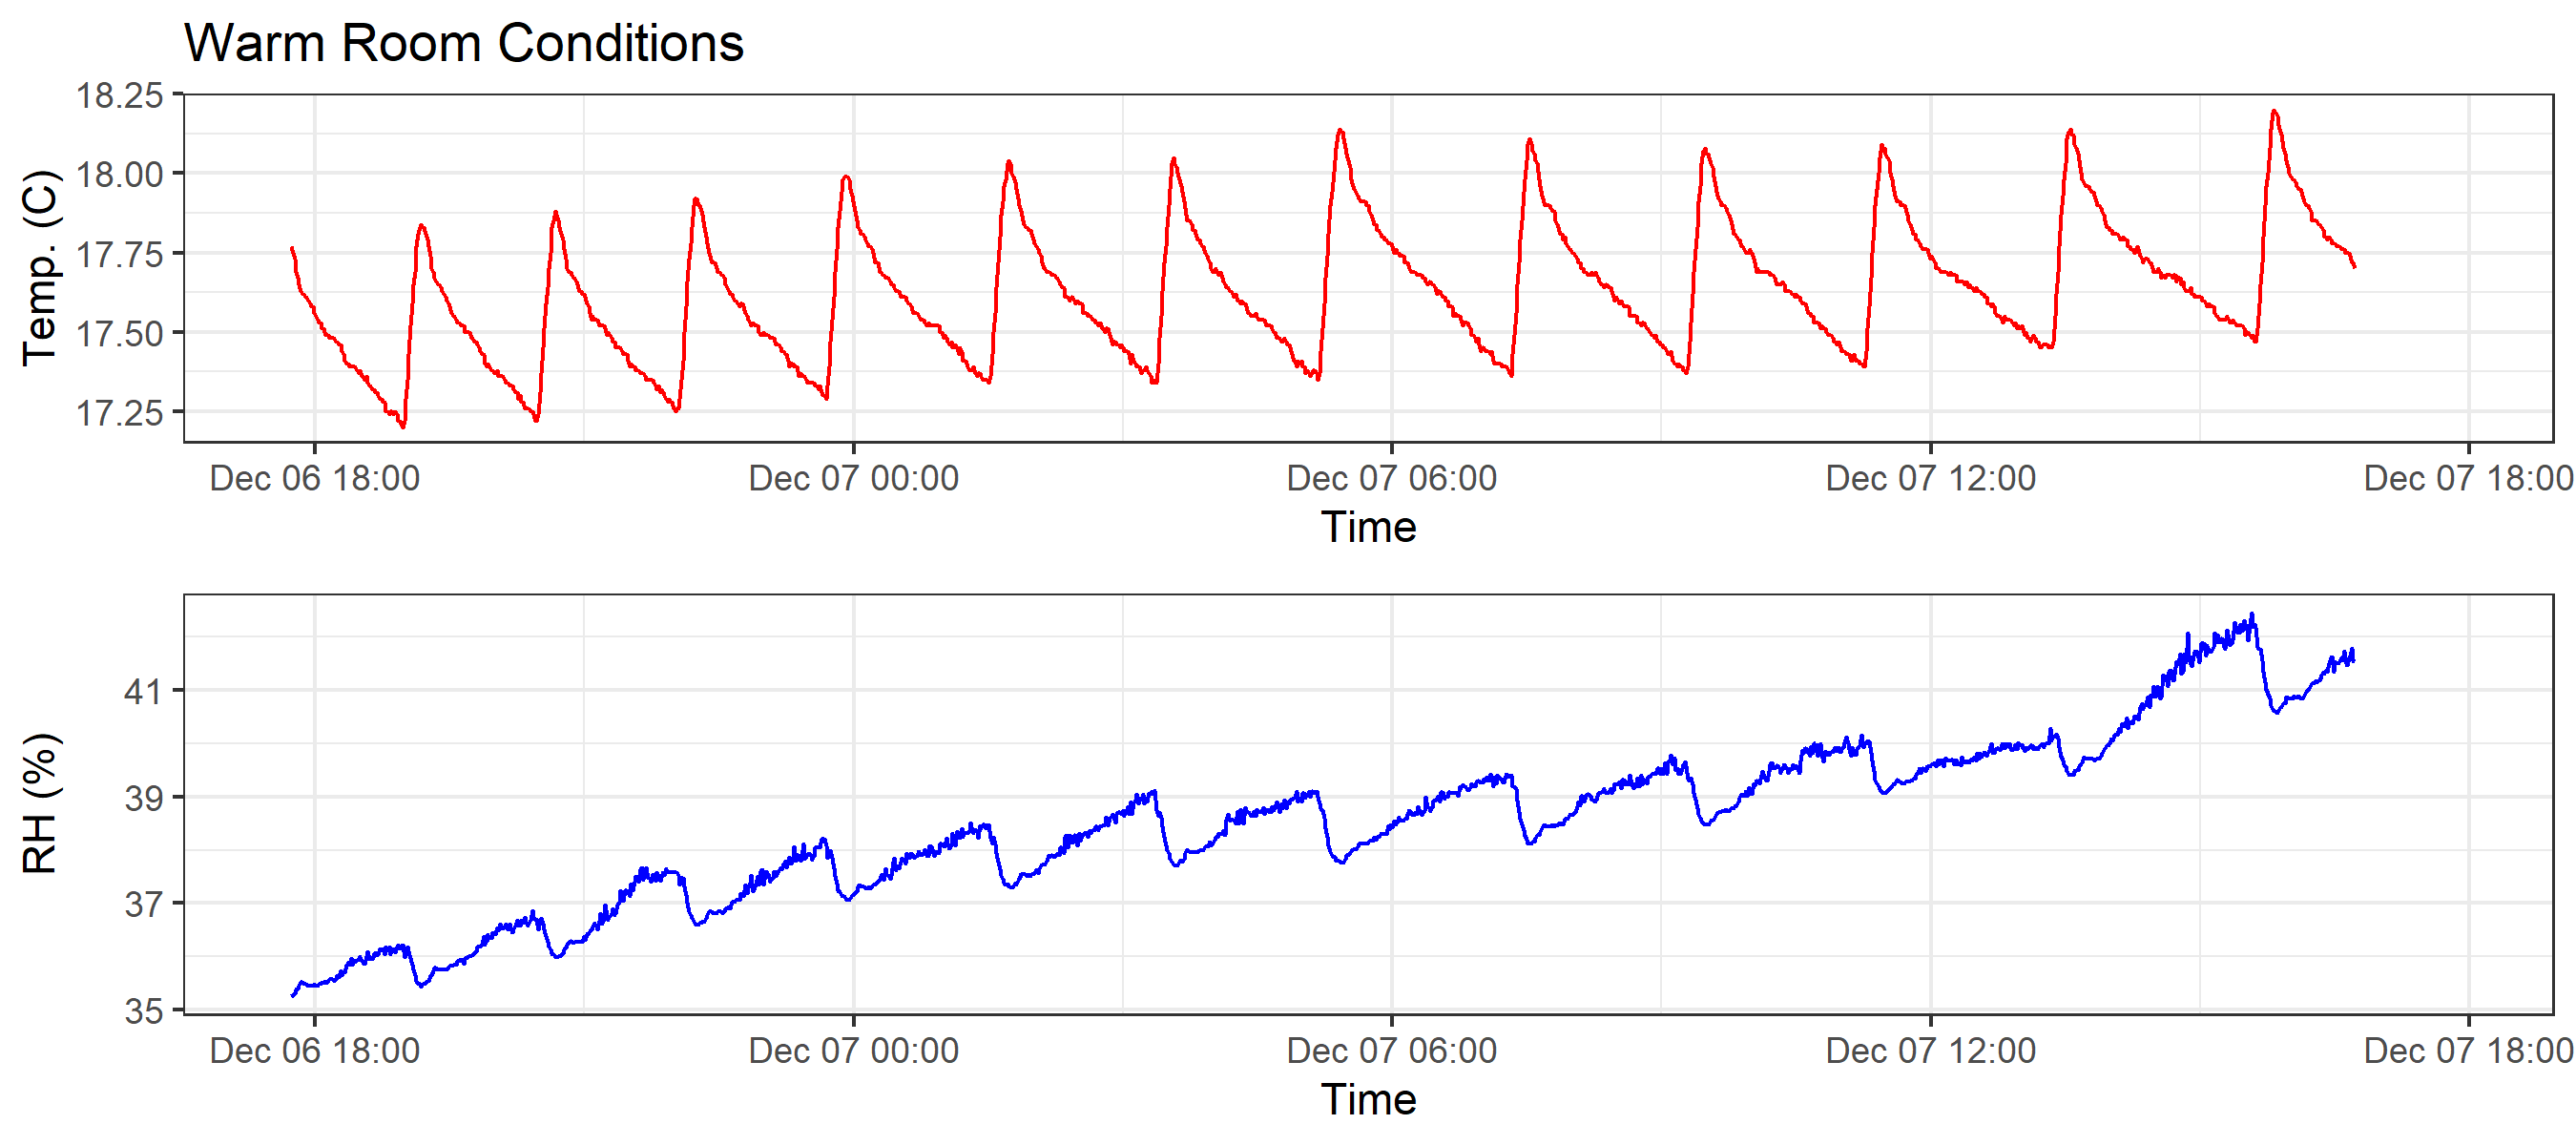 Warm Room Conditions
Temp. (C)
18.25
18.00
17.75
17.50
17.25
Dec 06 18:00 Dec 07 00:00 Dec 07 06:00 Dec 07 12:00 Dec 07 18:00
Time
RH (%)
41
39
37
35
Dec 06 18:00 Dec 07 00:00 Dec 07 06:00 Dec 07 12:00 Dec 07 18:00
Time